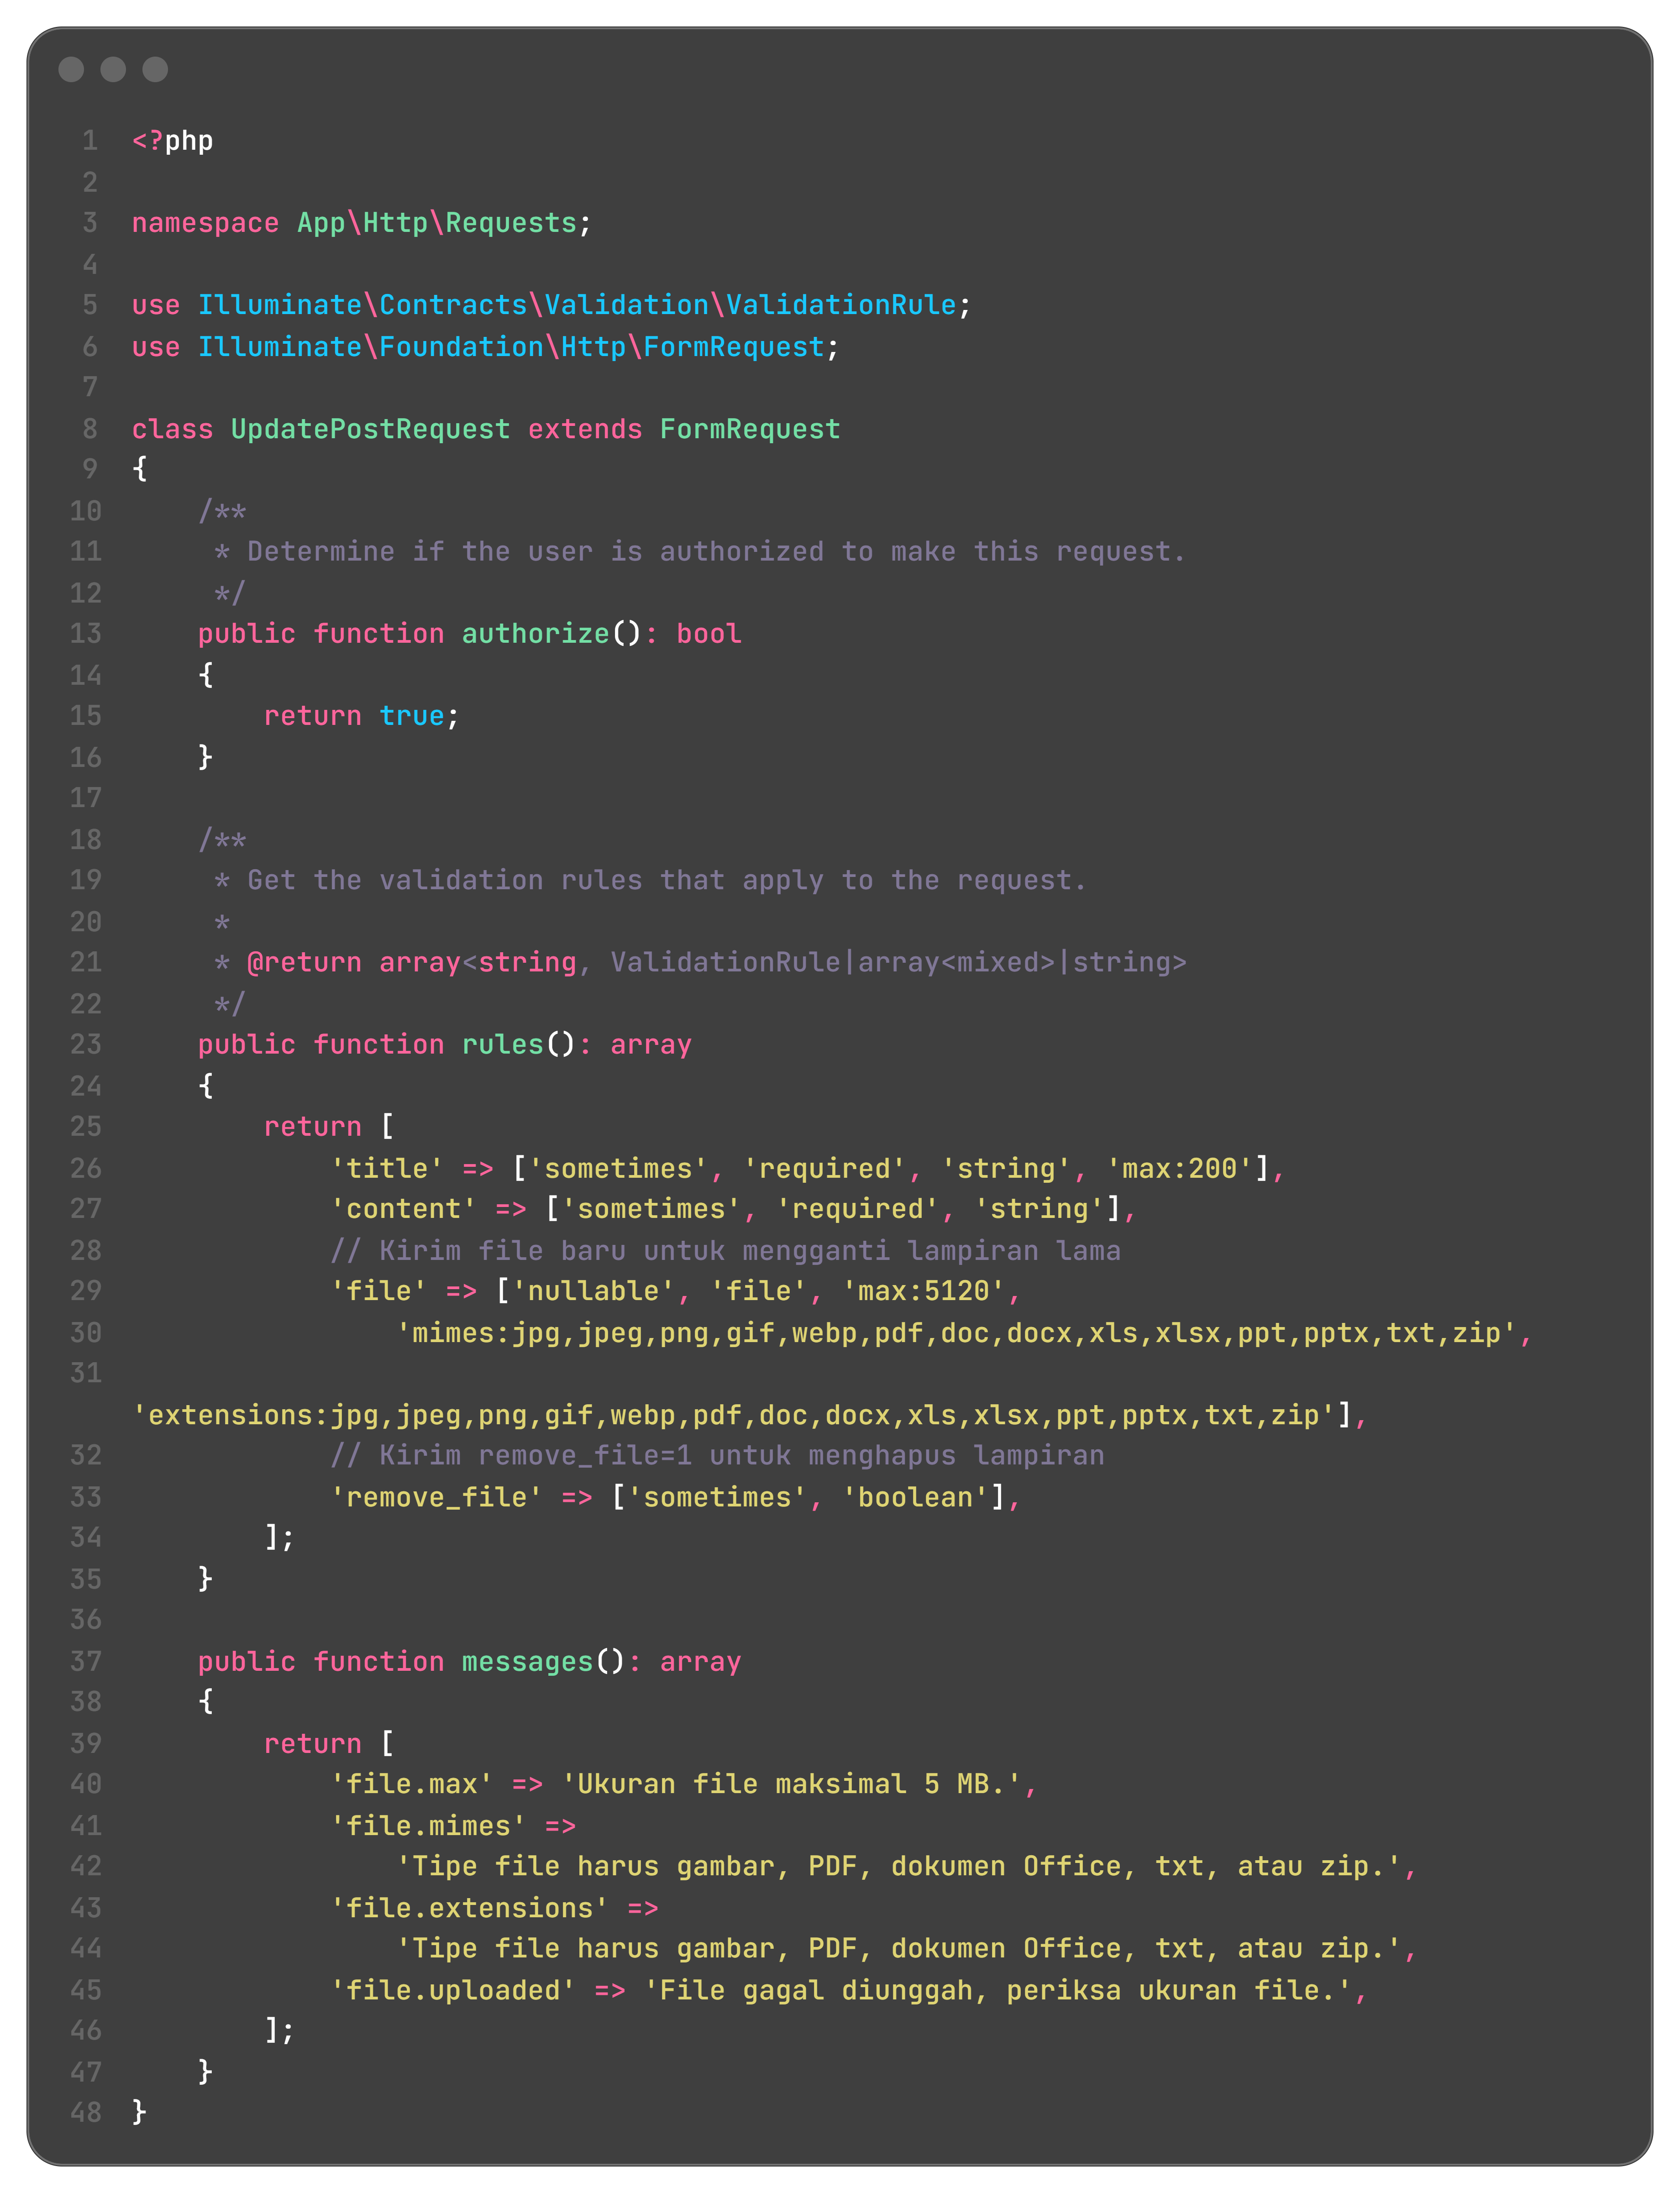 1 <?php
2
3 namespace App\Http\Requests;
4
5 use Illuminate\Contracts\Validation\ValidationRule;
6 use Illuminate\Foundation\Http\FormRequest;
7
8 class UpdatePostRequest extends FormRequest
9 {
10     /**
11      * Determine if the user is authorized to make this request.
12      */
13     public function authorize(): bool
14     {
15         return true;
16     }
17
18     /**
19      * Get the validation rules that apply to the request.
20      *
21      * @return array<string, ValidationRule|array<mixed>|string>
22      */
23     public function rules(): array
24     {
25         return [
26             'title' => ['sometimes', 'required', 'string', 'max:200'],
27             'content' => ['sometimes', 'required', 'string'],
28             // Kirim file baru untuk mengganti lampiran lama
29             'file' => ['nullable', 'file', 'max:5120',
30                 'mimes:jpg,jpeg,png,gif,webp,pdf,doc,docx,xls,xlsx,ppt,pptx,txt,zip',
31
'extensions:jpg,jpeg,png,gif,webp,pdf,doc,docx,xls,xlsx,ppt,pptx,txt,zip'],
32             // Kirim remove_file=1 untuk menghapus lampiran
33             'remove_file' => ['sometimes', 'boolean'],
34         ];
35     }
36
37     public function messages(): array
38     {
39         return [
40             'file.max' => 'Ukuran file maksimal 5 MB.',
41             'file.mimes' =>
42                 'Tipe file harus gambar, PDF, dokumen Office, txt, atau zip.',
43             'file.extensions' =>
44                 'Tipe file harus gambar, PDF, dokumen Office, txt, atau zip.',
45             'file.uploaded' => 'File gagal diunggah, periksa ukuran file.',
46         ];
47     }
48 }